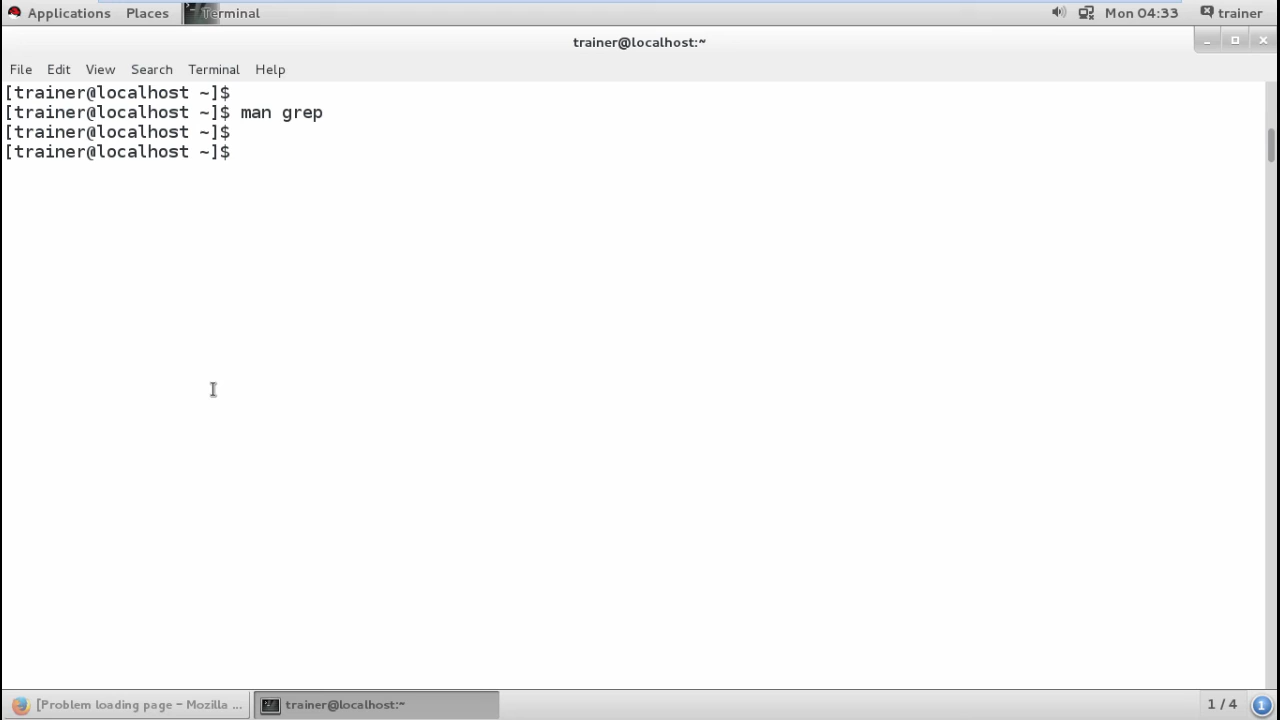 Applications Places Terminal Mon 04:33 trainer
trainer@localhost:~
File Edit View Search Terminal Help
[trainer@localhost ~]$
[trainer@localhost ~]$ man grep
[trainer@localhost ~]$
[trainer@localhost ~]$
[Problem loading page - Mozilla ... trainer@localhost:~ 1 / 4 1